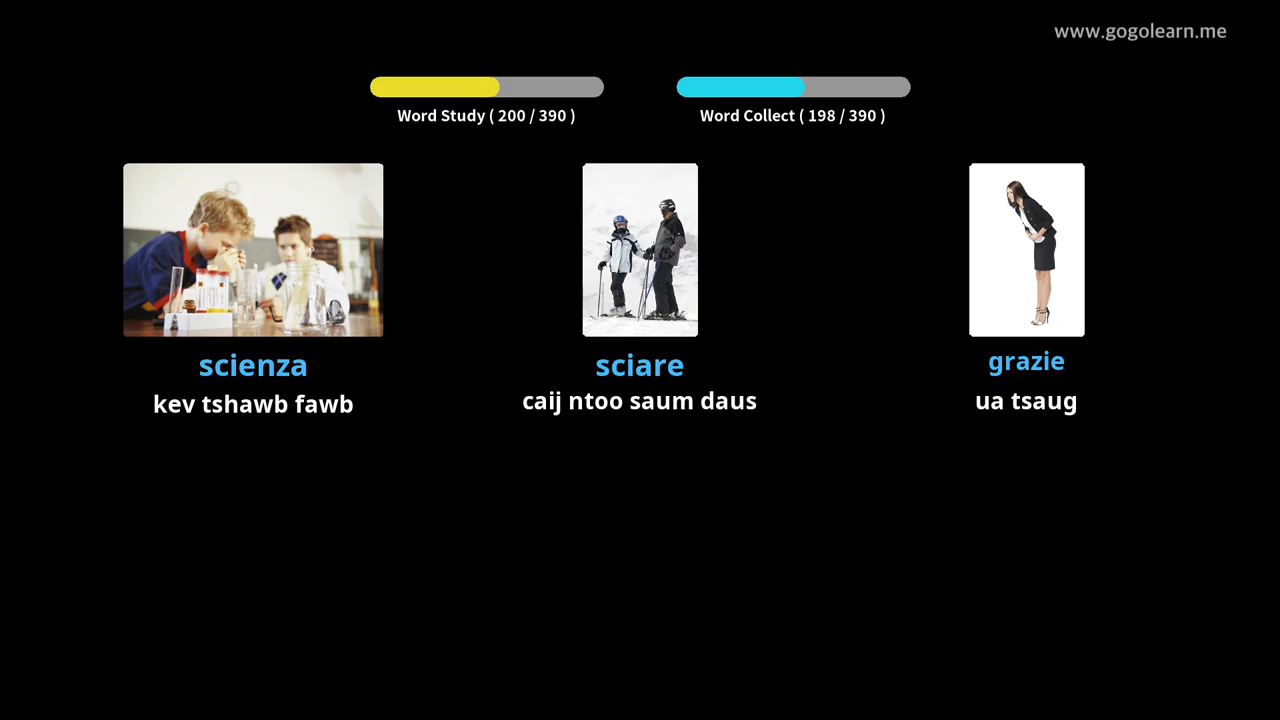 www.gogolearn.me
Word Study ( 200 / 390 )
Word Collect ( 198 / 390 )
scienza
kev tshawb fawb
sciare
caij ntoo saum daus
grazie
ua tsaug